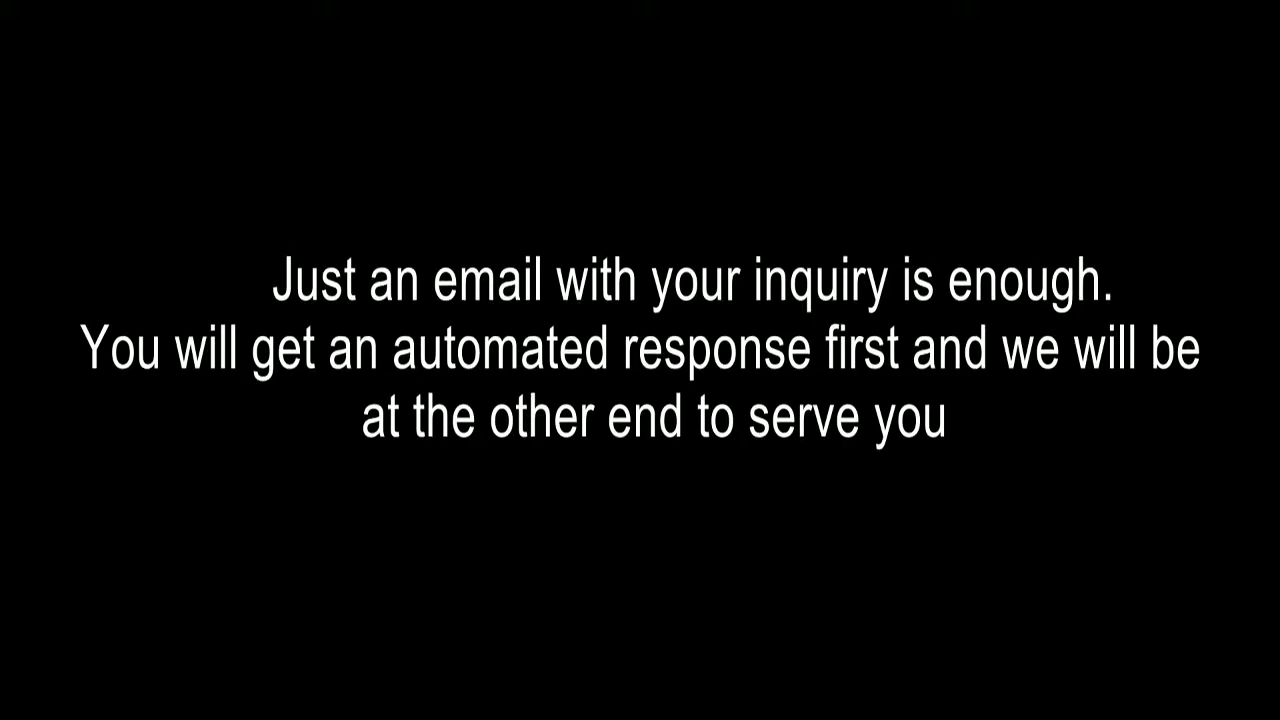 Just an email with your inquiry is enough.
You will get an automated response first and we will be
at the other end to serve you